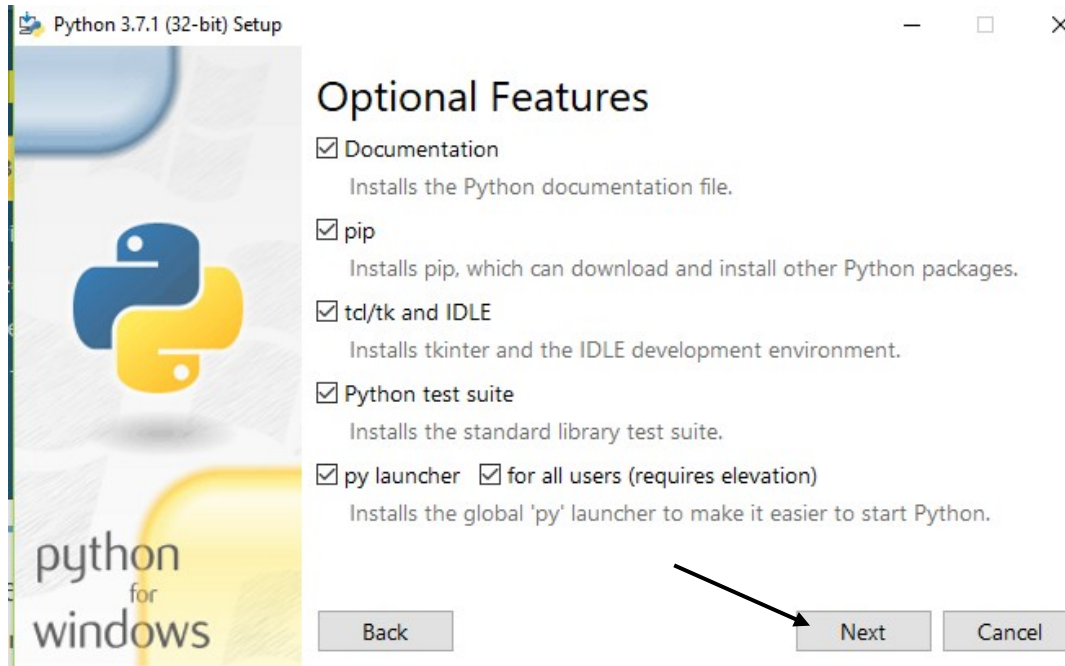 Python 3.7.1 (32-bit) Setup
Optional Features
Documentation
Installs the Python documentation file.
pip
Installs pip, which can download and install other Python packages.
tcl/tk and IDLE
Installs tkinter and the IDLE development environment.
Python test suite
Installs the standard library test suite.
py launcher for all users (requires elevation)
Installs the global 'py' launcher to make it easier to start Python.
python
for
windows
Back Next Cancel